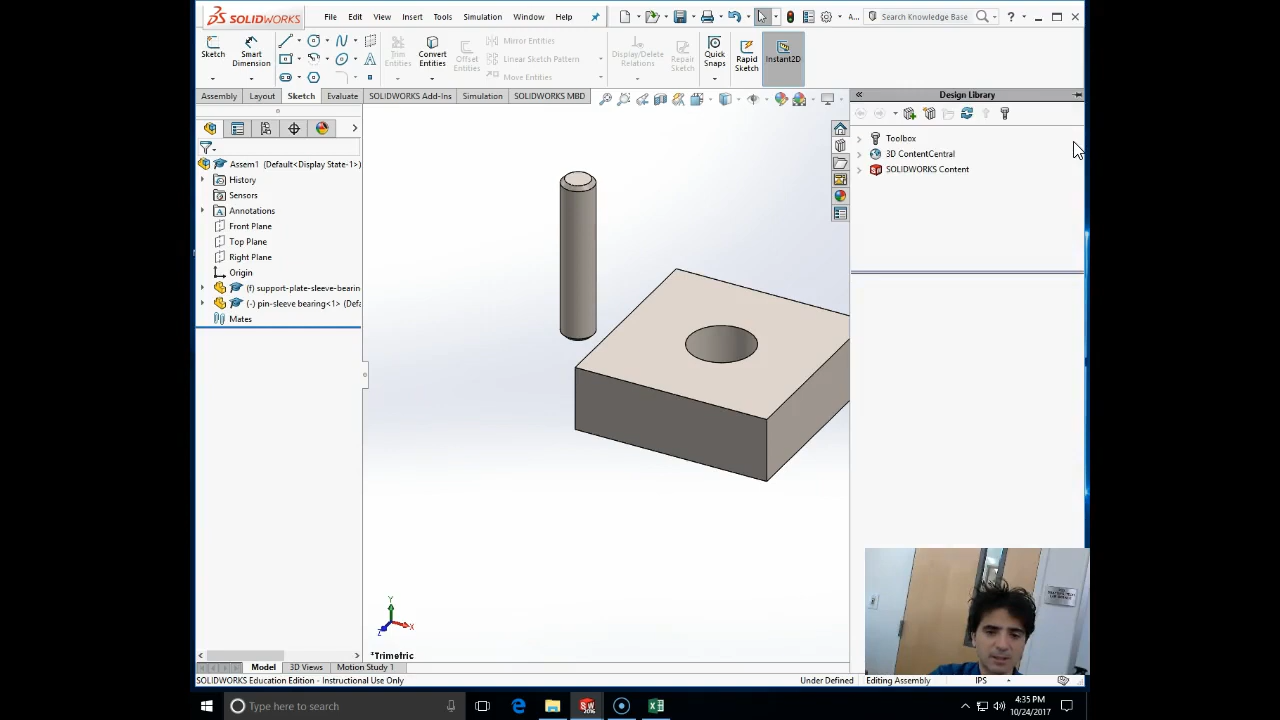 SOLIDWORKS File Edit View Insert Tools Simulation Window Help A... Search Knowledge Base ?
Sketch Smart Dimension Trim Entities Convert Entities Offset Entities Mirror Entities Linear Sketch Pattern Move Entities Display/Delete Relations Repair Sketch Quick Snaps Rapid Sketch Instant2D
Assembly Layout Sketch Evaluate SOLIDWORKS Add-Ins Simulation SOLIDWORKS MBD
Design Library
Toolbox
3D ContentCentral
SOLIDWORKS Content
Assem1 (Default<Display State-1>)
History
Sensors
Annotations
Front Plane
Top Plane
Right Plane
Origin
(f) support-plate-sleeve-bearin
(-) pin-sleeve bearing<1> (Defa
Mates
Y
X
Z
*Trimetric
Model 3D Views Motion Study 1
SOLIDWORKS Education Edition - Instructional Use Only Under Defined Editing Assembly IPS
Type here to search 4:35 PM
10/24/2017